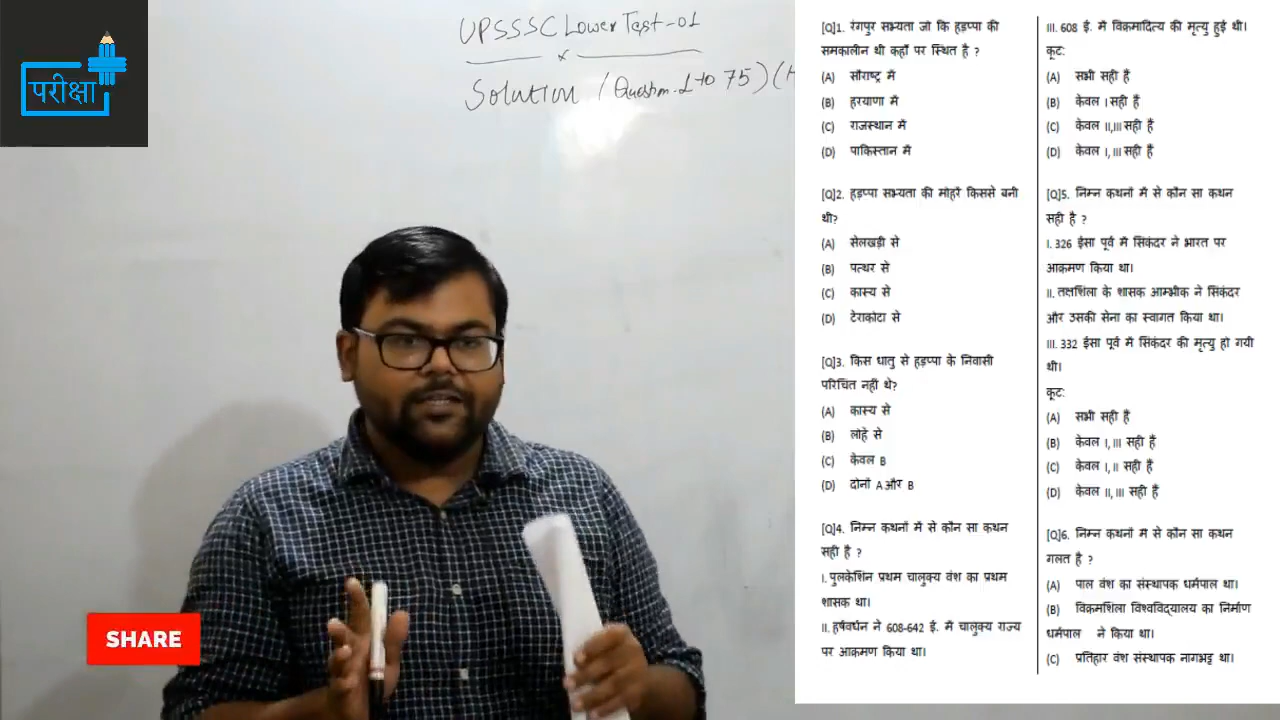 परीक्षा
UPSSSC Lower Test-01
Solution (Question-1 to 75) (H
SHARE
[Q]1. रंगपुर सभ्यता जो कि हड़प्पा की
समकालीन थी कहाँ पर स्थित है ?
(A) सौराष्ट्र में
(B) हरयाणा में
(C) राजस्थान में
(D) पाकिस्तान में
[Q]2. हड़प्पा सभ्यता की मोहरें किससे बनी
थी?
(A) सेलखड़ी से
(B) पत्थर से
(C) कास्य से
(D) टेराकोटा से
[Q]3. किस धातु से हड़प्पा के निवासी
परिचित नहीं थे?
(A) कास्य से
(B) लोहे से
(C) केवल B
(D) दोनों A और B
[Q]4. निम्न कथनों में से कौन सा कथन
सही है ?
I. पुलकेशिन प्रथम चालुक्य वंश का प्रथम
शासक था।
II. हर्षवर्धन ने 608-642 ई. में चालुक्य राज्य
पर आक्रमण किया था।
III. 608 ई. में विक्रमादित्य की मृत्यु हुई थी।
कूट:
(A) सभी सही हैं
(B) केवल I सही हैं
(C) केवल II,III सही हैं
(D) केवल I, III सही हैं
[Q]5. निम्न कथनों में से कौन सा कथन
सही है ?
I. 326 ईसा पूर्व में सिकंदर ने भारत पर
आक्रमण किया था।
II. तक्षशिला के शासक आम्भीक ने सिकंदर
और उसकी सेना का स्वागत किया था।
III. 332 ईसा पूर्व में सिकंदर की मृत्यु हो गयी
थी।
कूट:
(A) सभी सही हैं
(B) केवल I, III सही हैं
(C) केवल I, II सही हैं
(D) केवल II, III सही हैं
[Q]6. निम्न कथनों में से कौन सा कथन
गलत है ?
(A) पाल वंश का संस्थापक धर्मपाल था।
(B) विक्रमशिला विश्वविद्यालय का निर्माण
धर्मपाल ने किया था।
(C) प्रतिहार वंश संस्थापक नागभट्ट था।